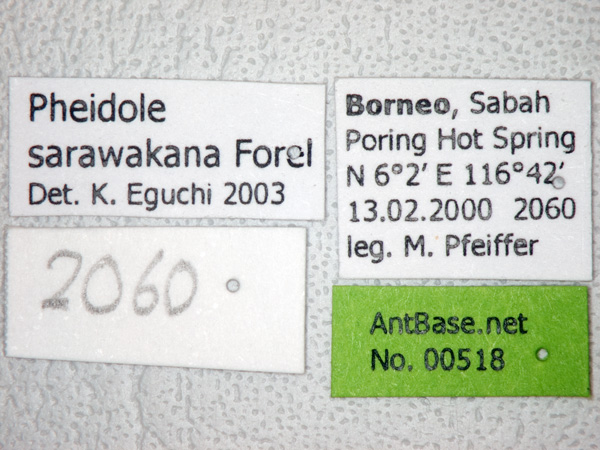 Pheidole
sarawakana Forel
Det. K. Eguchi 2003
2060
Borneo, Sabah
Poring Hot Spring
N 6°2' E 116°42'
13.02.2000 2060
leg. M. Pfeiffer
AntBase.net
No. 00518